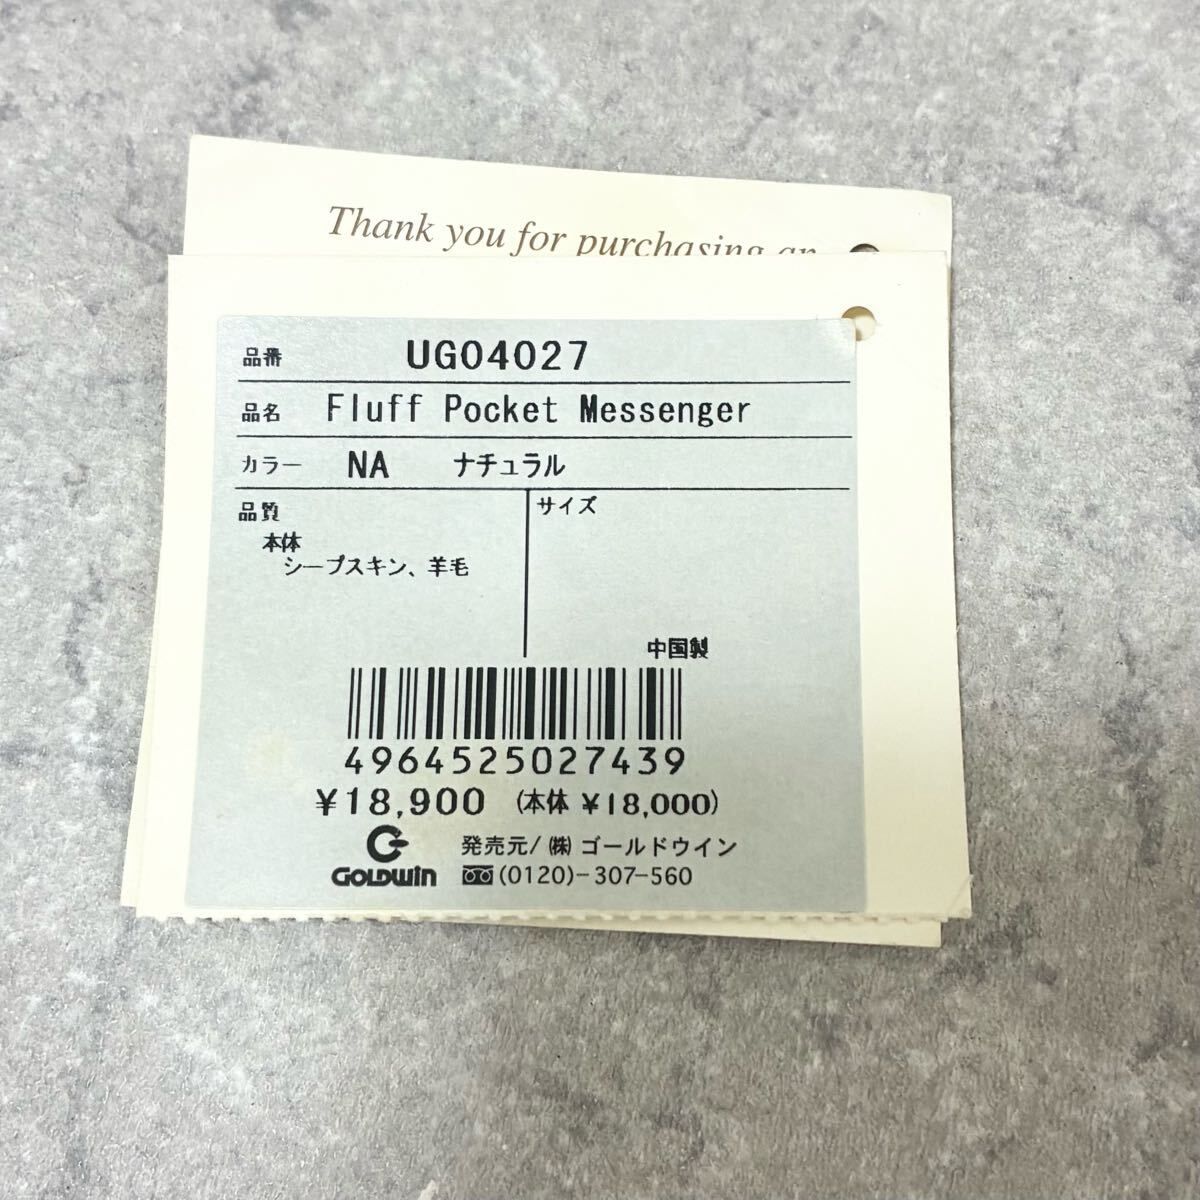 Thank you for purchasing an
品番 UG04027
品名 Fluff Pocket Messenger
カラー NA ナチュラル
品質
サイズ
本体
シープスキン、羊毛
中国製
4964525027439
¥18,900 (本体 ¥18,000)
発売元/㈱ゴールドウイン
GOLDWIN (0120)-307-560